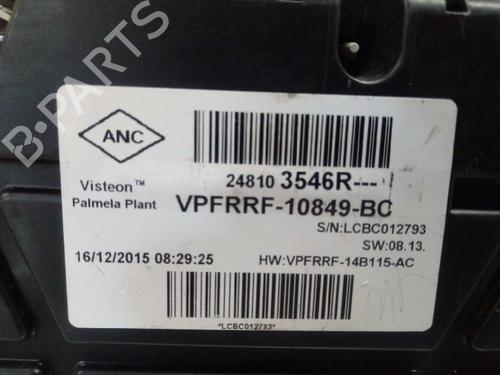 B-PARTS
ANC
Visteon™
Palmela Plant
24810 3546R---
VPFRRF-10849-BC
S/N:LCBC012793
SW:08.13.
16/12/2015 08:29:25
HW:VPFRRF-14B115-AC
*LCBC012793*